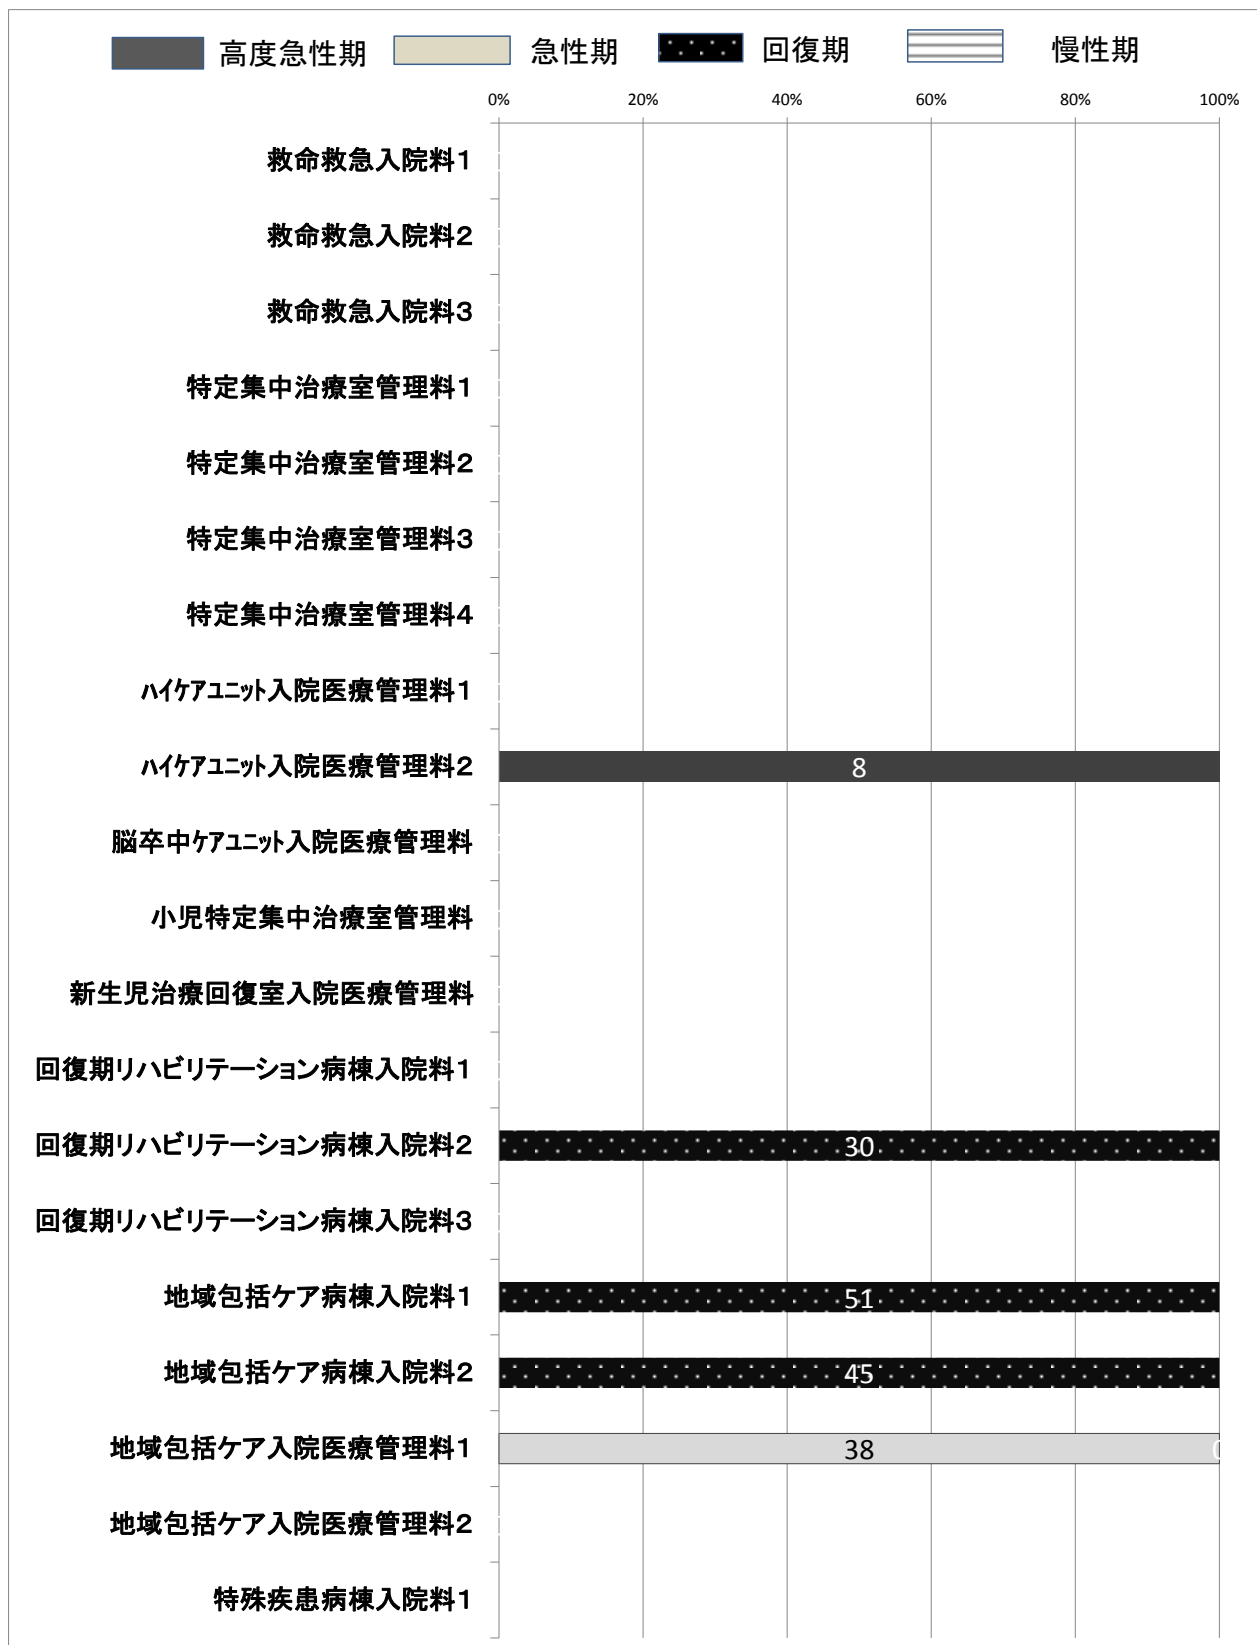 高度急性期 急性期 回復期 慢性期
0% 20% 40% 60% 80% 100%
救命救急入院料1
救命救急入院料2
救命救急入院料3
特定集中治療室管理料1
特定集中治療室管理料2
特定集中治療室管理料3
特定集中治療室管理料4
ﾊｲｹｱﾕﾆｯﾄ入院医療管理料1
ﾊｲｹｱﾕﾆｯﾄ入院医療管理料2 8
脳卒中ｹｱﾕﾆｯﾄ入院医療管理料
小児特定集中治療室管理料
新生児治療回復室入院医療管理料
回復期リハビリテーション病棟入院料1
回復期リハビリテーション病棟入院料2 30
回復期リハビリテーション病棟入院料3
地域包括ケア病棟入院料1 51
地域包括ケア病棟入院料2 45
地域包括ケア入院医療管理料1 38
地域包括ケア入院医療管理料2
特殊疾患病棟入院料1